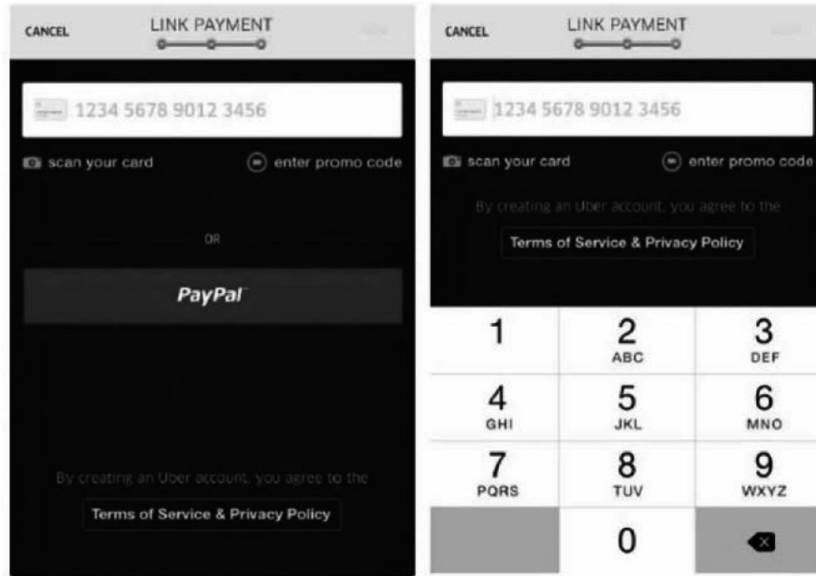 CANCEL
LINK PAYMENT
1234 5678 9012 3456
scan your card
enter promo code
OR
PayPal
By creating an Uber account, you agree to the
Terms of Service & Privacy Policy
CANCEL
LINK PAYMENT
1234 5678 9012 3456
scan your card
enter promo code
By creating an Uber account, you agree to the
Terms of Service & Privacy Policy
1
2
ABC
3
DEF
4
GHI
5
JKL
6
MNO
7
PQRS
8
TUV
9
WXYZ
0